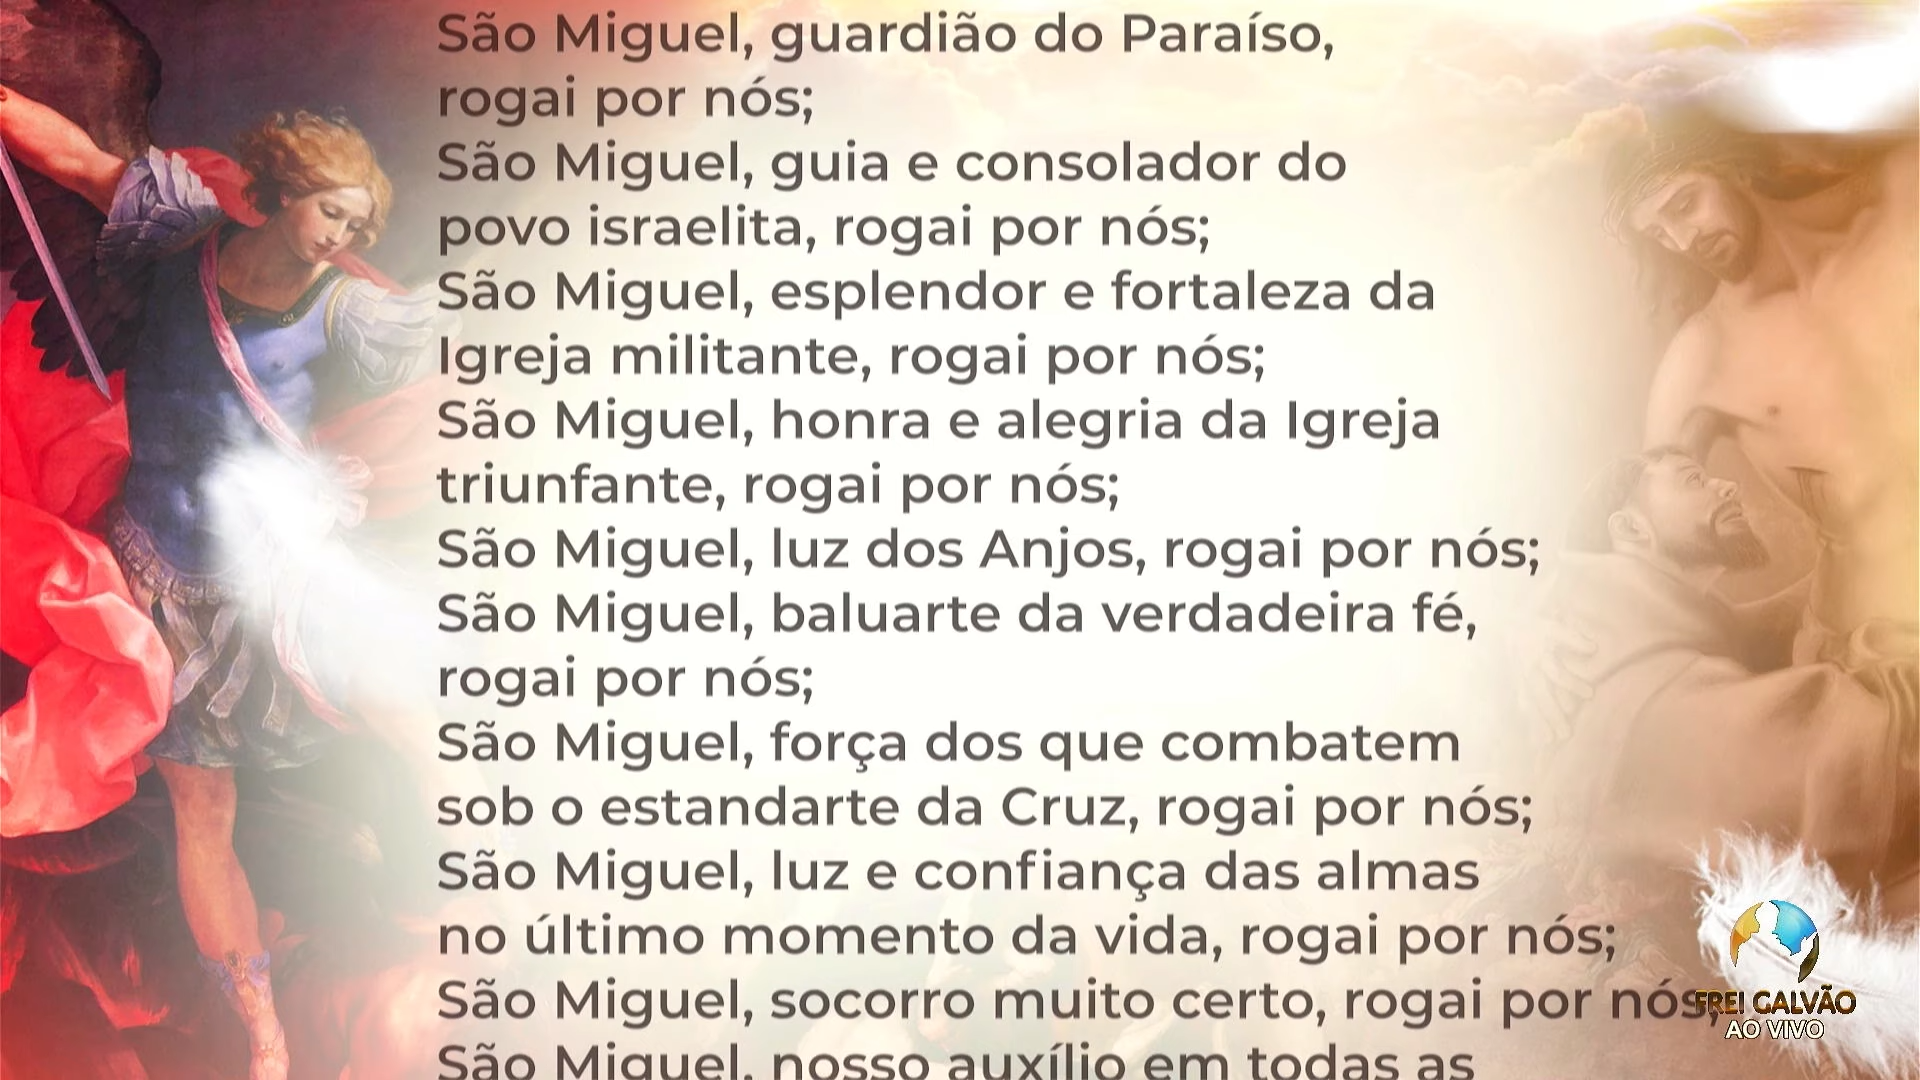 São Miguel, guardião do Paraíso,
rogai por nós;
São Miguel, guia e consolador do
povo israelita, rogai por nós;
São Miguel, esplendor e fortaleza da
Igreja militante, rogai por nós;
São Miguel, honra e alegria da Igreja
triunfante, rogai por nós;
São Miguel, luz dos Anjos, rogai por nós;
São Miguel, baluarte da verdadeira fé,
rogai por nós;
São Miguel, força dos que combatem
sob o estandarte da Cruz, rogai por nós;
São Miguel, luz e confiança das almas
no último momento da vida, rogai por nós;
São Miguel, socorro muito certo, rogai por nós;
São Miguel, nosso auxílio em todas as
FREI GALVÃO
AO VIVO